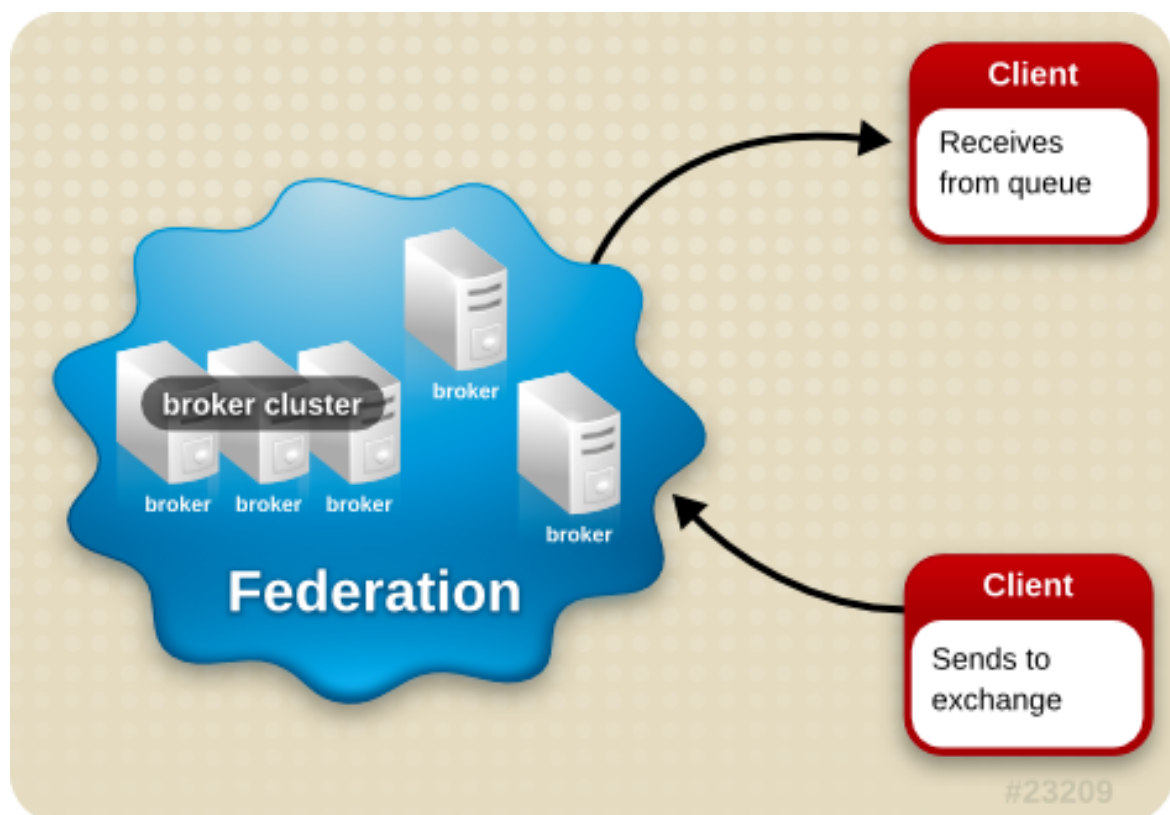 Client
Receives
from queue
broker
broker cluster
broker broker broker
broker
Federation
Client
Sends to
exchange
#23209